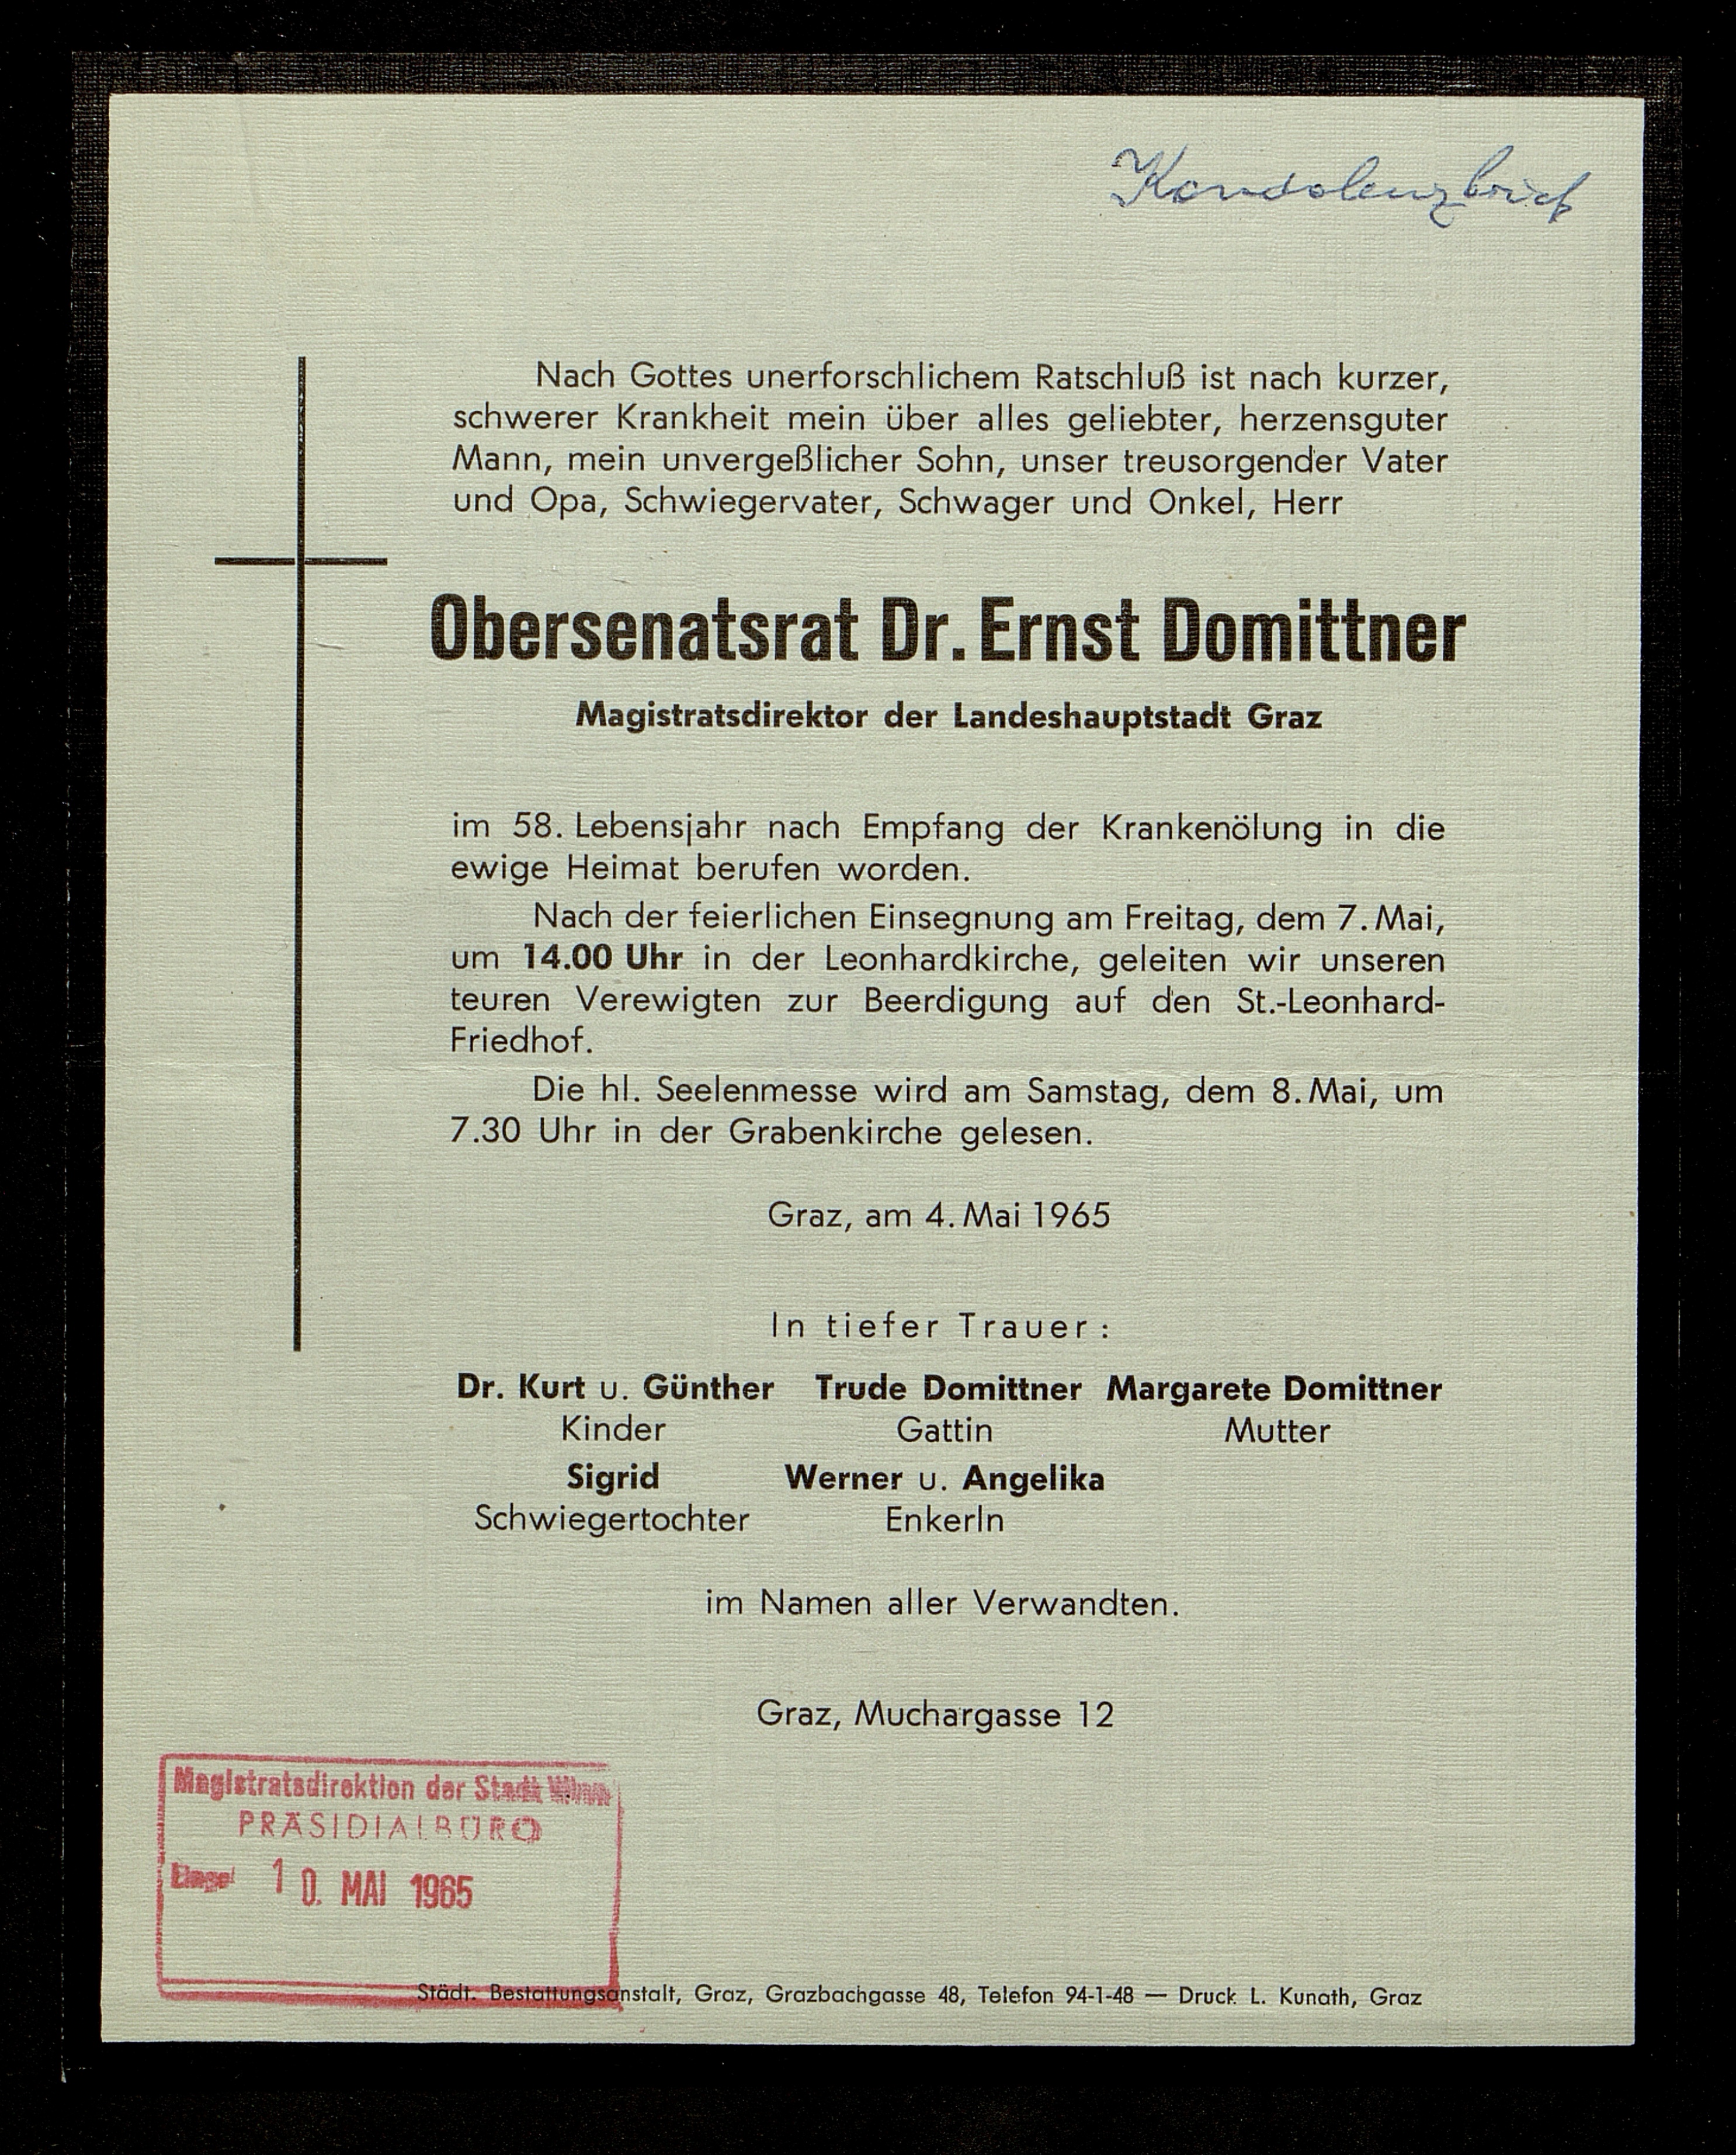 Kondolenzbrief
Nach Gottes unerforschlichem Ratschluß ist nach kurzer,
schwerer Krankheit mein über alles geliebter, herzensguter
Mann, mein unvergeßlicher Sohn, unser treusorgender Vater
und Opa, Schwiegervater, Schwager und Onkel, Herr
Obersenatsrat Dr. Ernst Domittner
Magistratsdirektor der Landeshauptstadt Graz
im 58. Lebensjahr nach Empfang der Krankenölung in die
ewige Heimat berufen worden.
Nach der feierlichen Einsegnung am Freitag, dem 7. Mai,
um 14.00 Uhr in der Leonhardkirche, geleiten wir unseren
teuren Verewigten zur Beerdigung auf den St.-Leonhard-
Friedhof.
Die hl. Seelenmesse wird am Samstag, dem 8. Mai, um
7.30 Uhr in der Grabenkirche gelesen.
Graz, am 4. Mai 1965
In tiefer Trauer:
Dr. Kurt u. Günther Trude Domittner Margarete Domittner
Kinder Gattin Mutter
Sigrid Werner u. Angelika
Schwiegertochter Enkerln
im Namen aller Verwandten.
Graz, Muchargasse 12
Magistratsdirektion der Stadt Wien
PRÄSIDIALBÜRO
10. MAI 1965
Städt. Bestattungsanstalt, Graz, Grazbachgasse 48, Telefon 94-1-48 — Druck L. Kunath, Graz